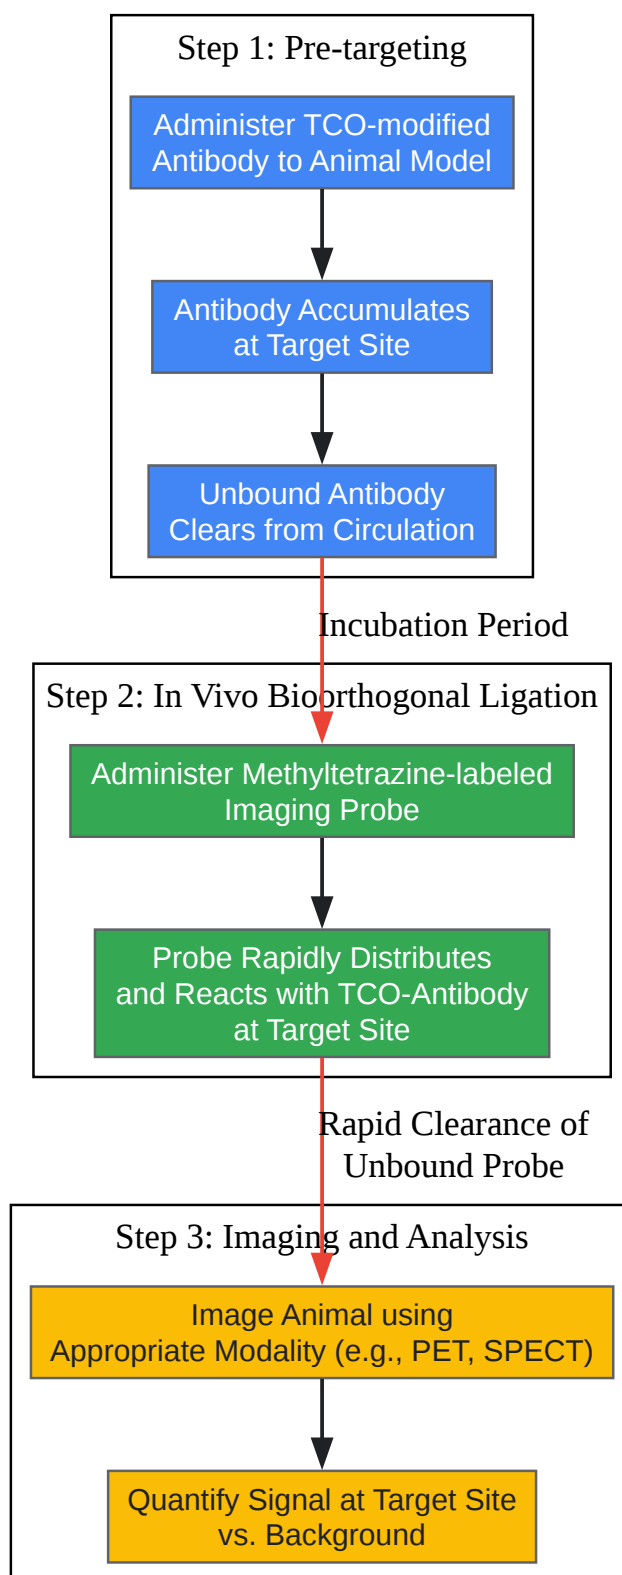 Step 1: Pre-targeting
Administer TCO-modified
Antibody to Animal Model
Antibody Accumulates
at Target Site
Unbound Antibody
Clears from Circulation
Incubation Period
Step 2: In Vivo Bioorthogonal Ligation
Administer Methyltetrazine-labeled
Imaging Probe
Probe Rapidly Distributes
and Reacts with TCO-Antibody
at Target Site
Rapid Clearance of
Unbound Probe
Step 3: Imaging and Analysis
Image Animal using
Appropriate Modality (e.g., PET, SPECT)
Quantify Signal at Target Site
vs. Background